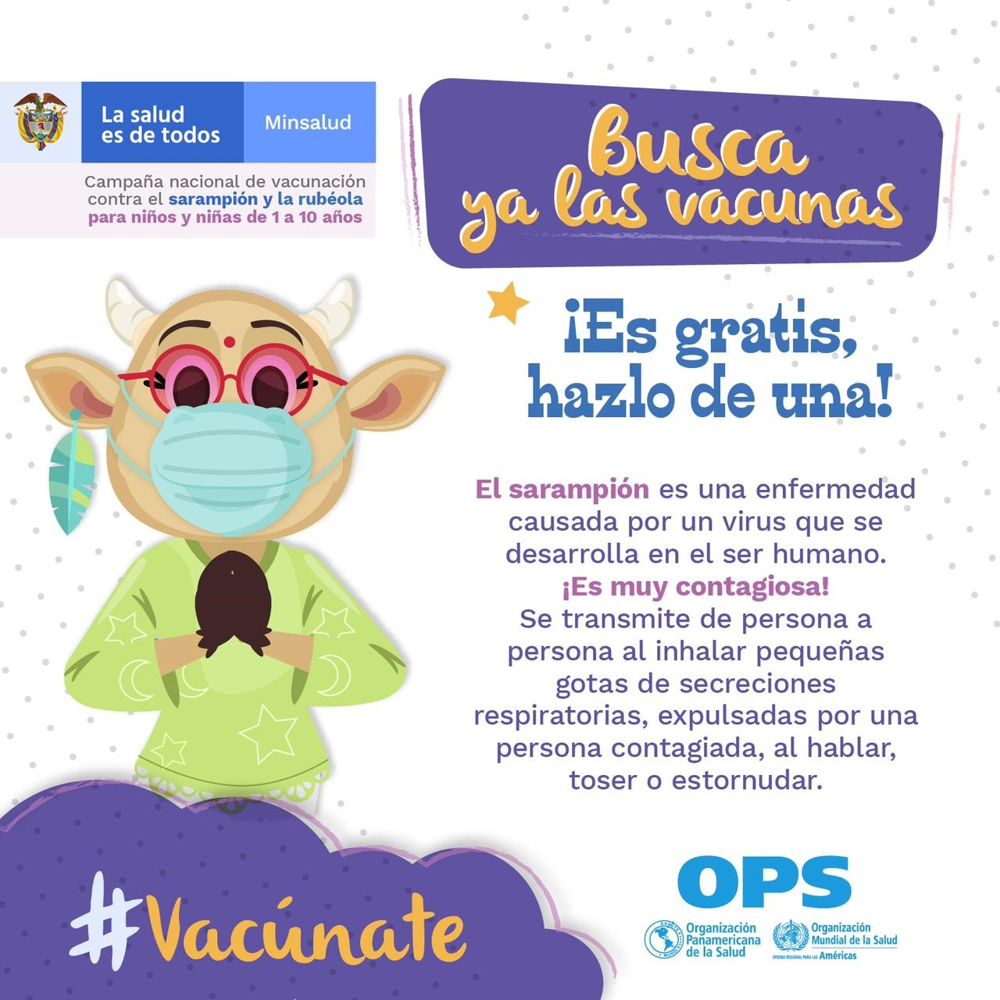 La salud
es de todos
Minsalud
Campaña nacional de vacunación
contra el sarampión y la rubéola
para niños y niñas de 1 a 10 años
Busca
ya las vacunas
¡Es gratis,
hazlo de una!
El sarampión es una enfermedad
causada por un virus que se
desarrolla en el ser humano.
¡Es muy contagiosa!
Se transmite de persona a
persona al inhalar pequeñas
gotas de secreciones
respiratorias, expulsadas por una
persona contagiada, al hablar,
toser o estornudar.
#Vacúnate
OPS
Organización
Panamericana
de la Salud
Organización
Mundial de la Salud
OFICINA REGIONAL PARA LAS Américas